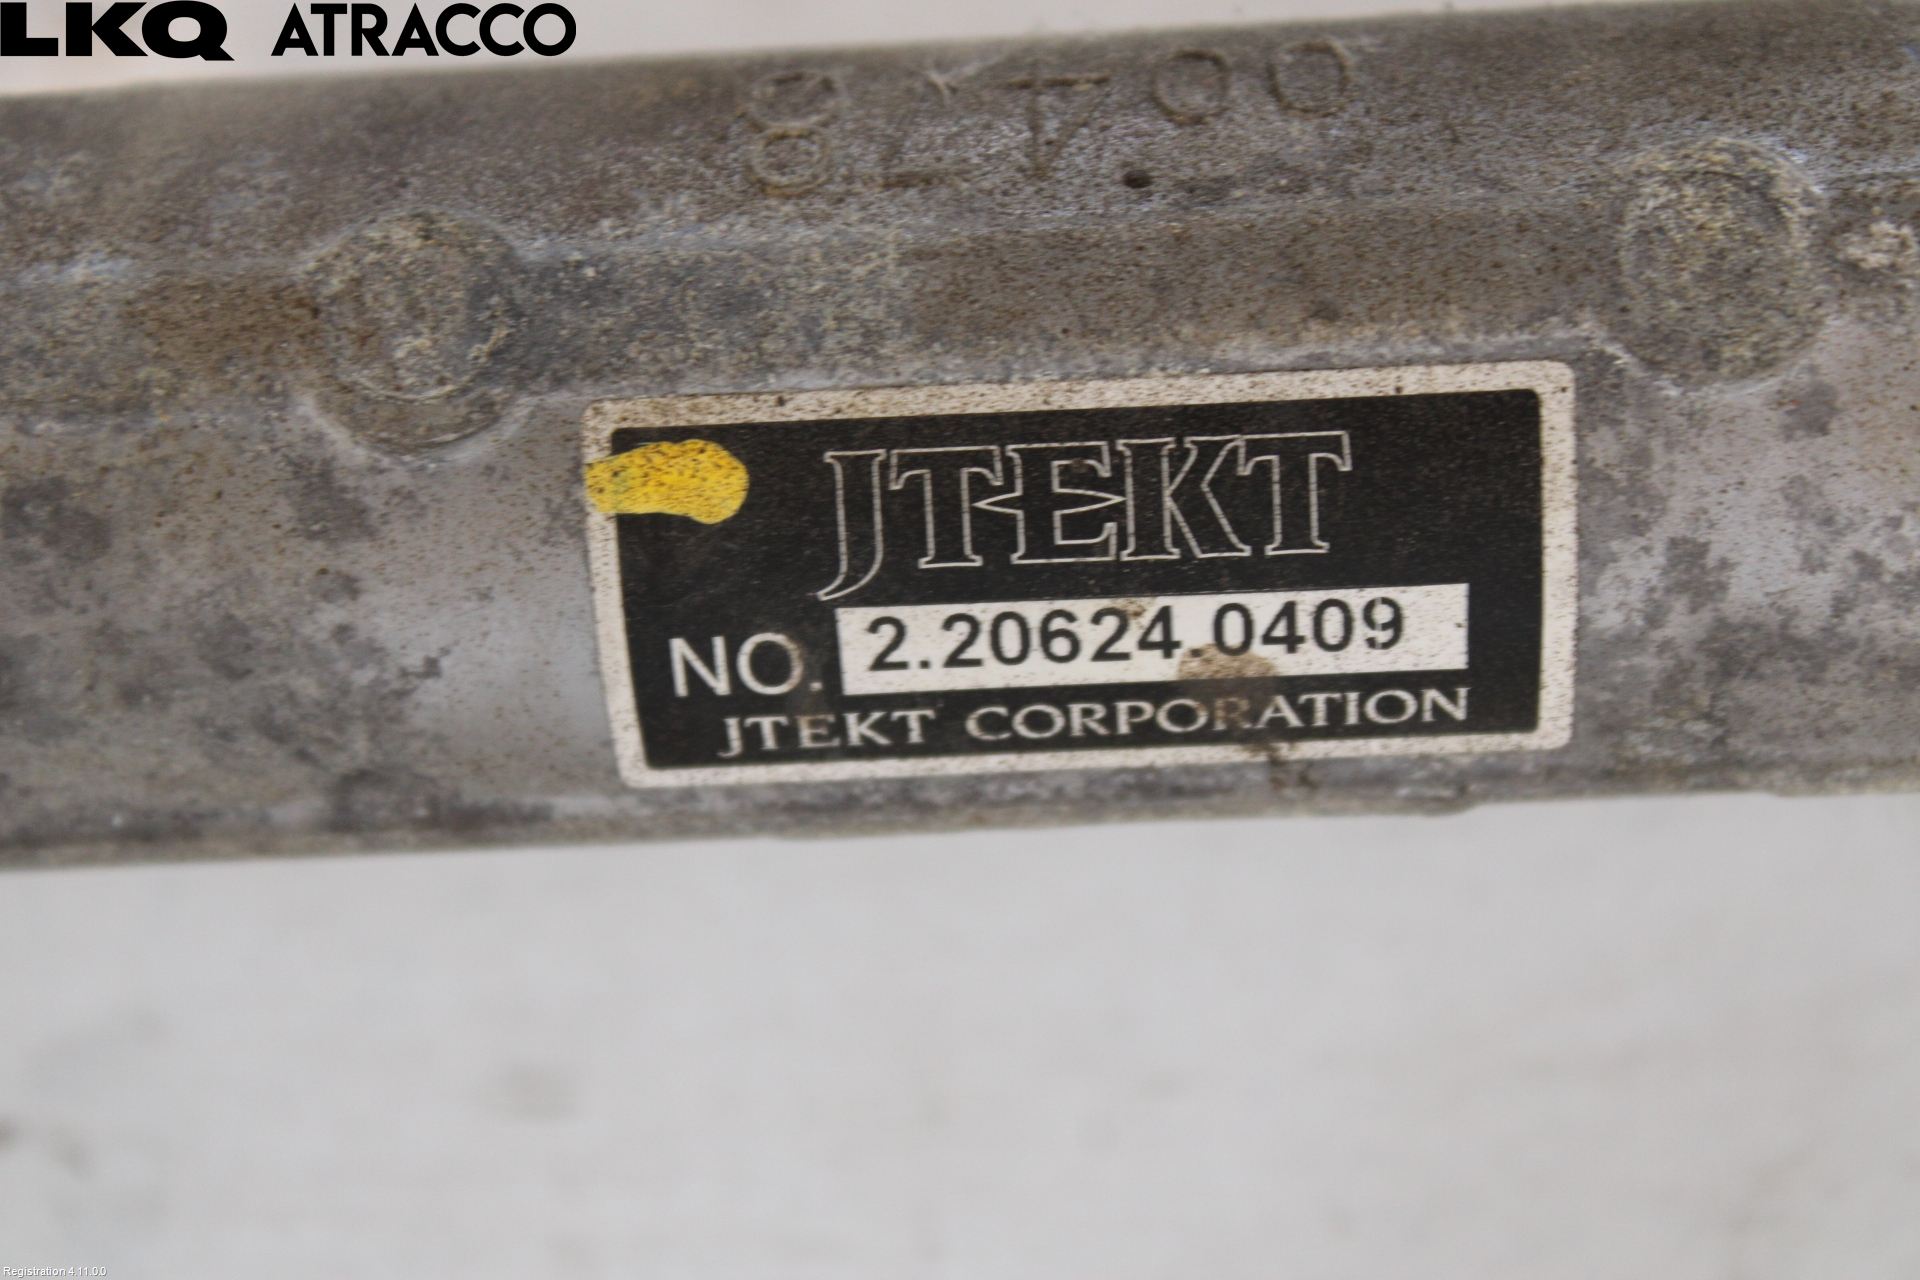 LKQ ATRACCO
JTEKT
NO. 2.20624.0409
JTEKT CORPORATION
Registration 4.11.0.0